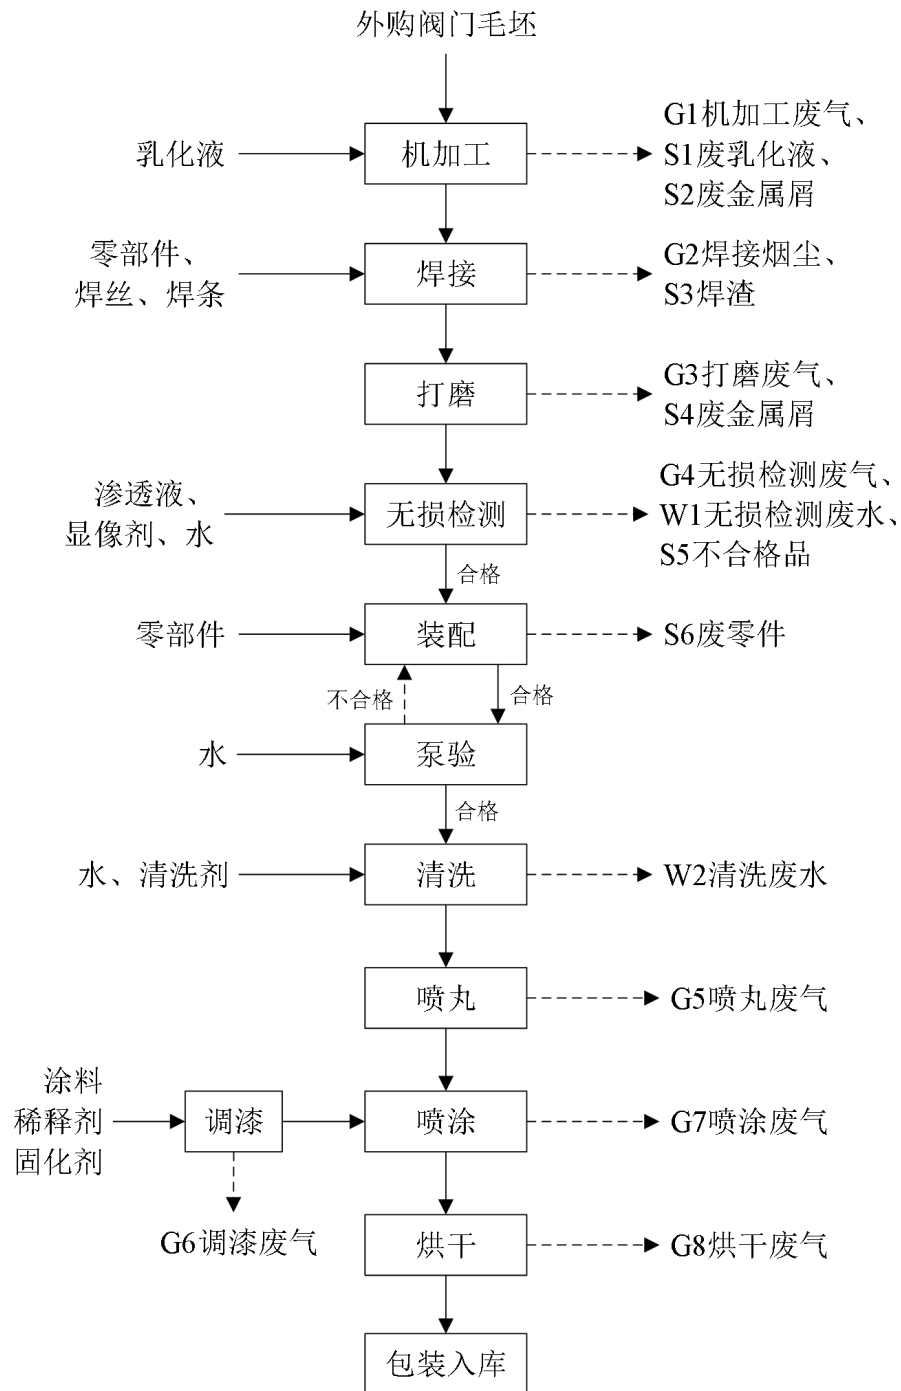 外购阀门毛坯
乳化液
机加工
G1机加工废气、
S1废乳化液、
S2废金属屑
零部件、
焊丝、焊条
焊接
G2焊接烟尘、
S3焊渣
打磨
G3打磨废气、
S4废金属屑
渗透液、
显像剂、水
无损检测
G4无损检测废气、
W1无损检测废水、
S5不合格品
合格
零部件
装配
S6废零件
不合格
合格
水
泵验
合格
水、清洗剂
清洗
W2清洗废水
喷丸
G5喷丸废气
涂料
稀释剂
固化剂
调漆
喷涂
G7喷涂废气
G6调漆废气
烘干
G8烘干废气
包装入库